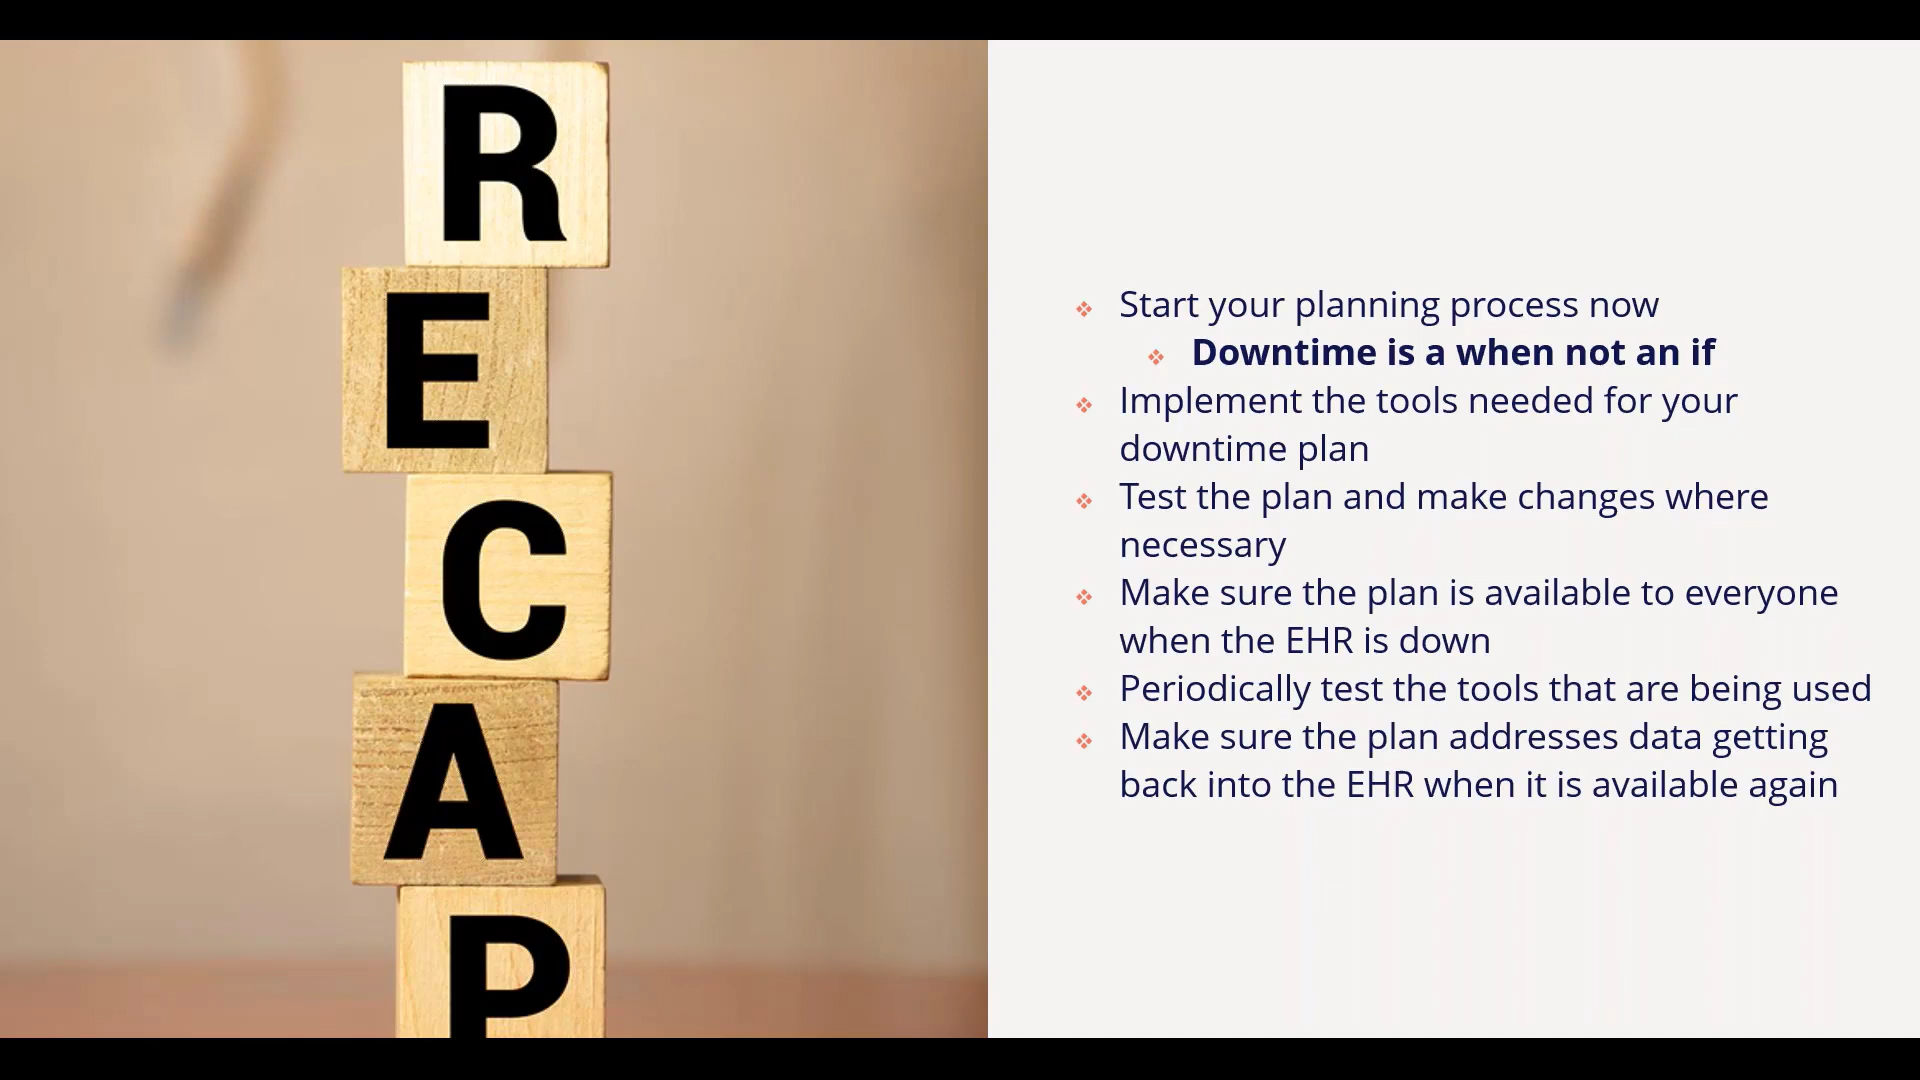 R
E
C
A
P
Start your planning process now
Downtime is a when not an if
Implement the tools needed for your
downtime plan
Test the plan and make changes where
necessary
Make sure the plan is available to everyone
when the EHR is down
Periodically test the tools that are being used
Make sure the plan addresses data getting
back into the EHR when it is available again